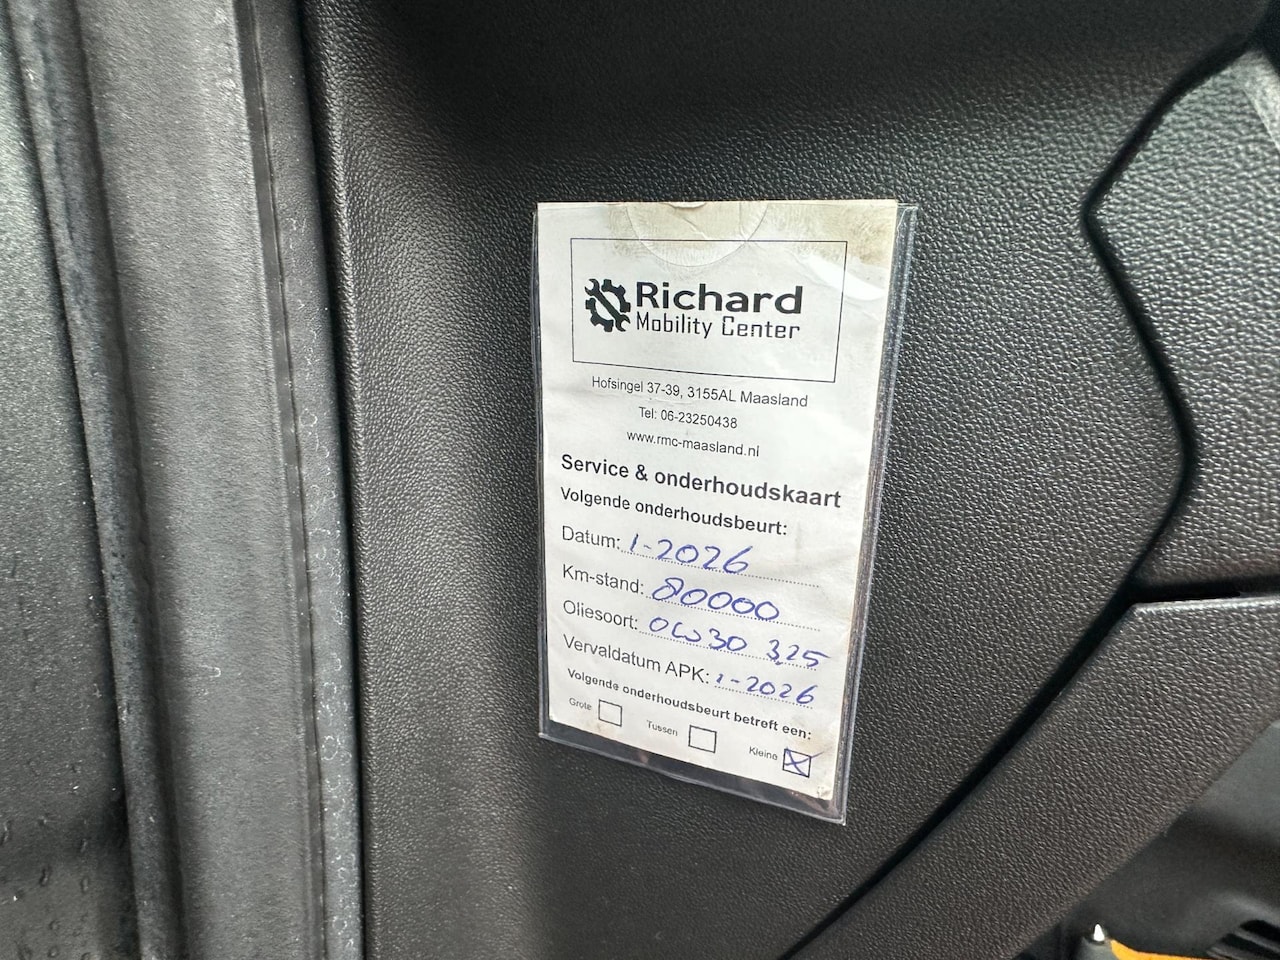 Richard
Mobility Center
Hofsingel 37-39, 3155AL Maasland
Tel: 06-23250438
www.rmc-maasland.nl
Service & onderhoudskaart
Volgende onderhoudsbeurt:
Datum: 1-2026
Km-stand: 80000
Oliesoort: 0W30 3,25
Vervaldatum APK: 1-2026
Volgende onderhoudsbeurt betreft een:
Grote Tussen Kleine